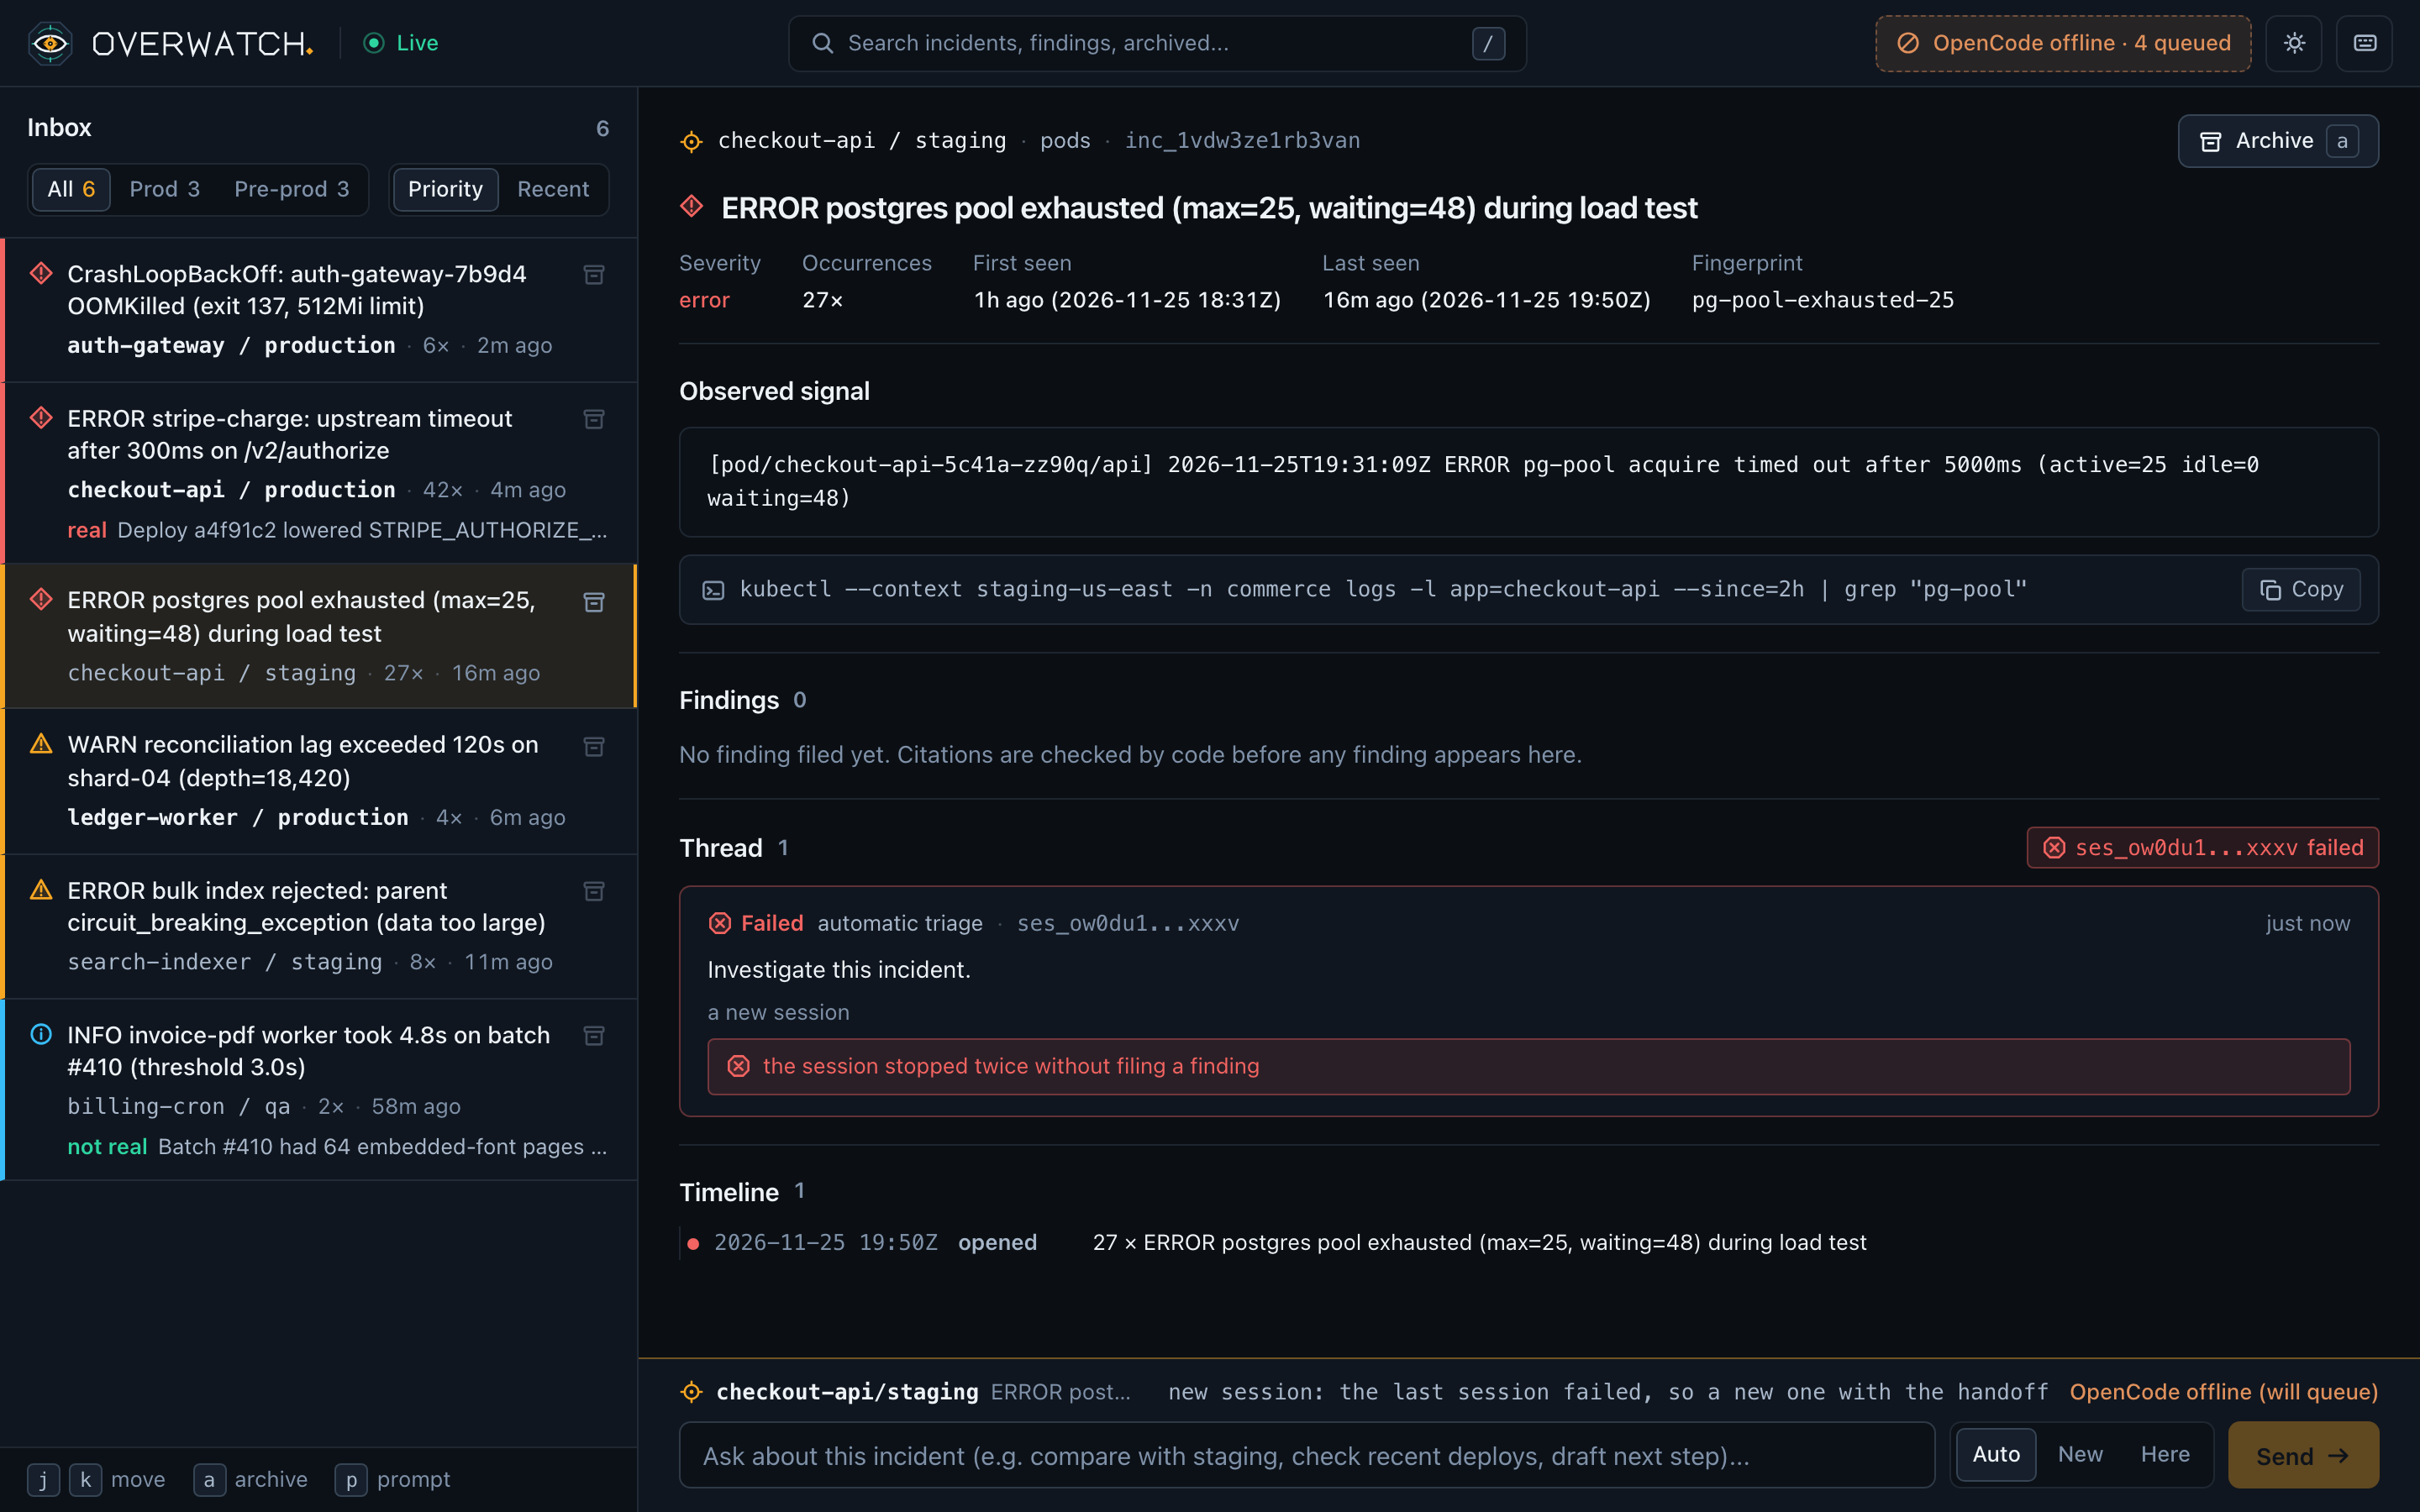 OVERWATCH.
Live
Search incidents, findings, archived...
/
OpenCode offline · 4 queued
Inbox
6
All 6
Prod 3
Pre-prod 3
Priority
Recent
CrashLoopBackOff: auth-gateway-7b9d4
OOMKilled (exit 137, 512Mi limit)
auth-gateway / production · 6× · 2m ago
ERROR stripe-charge: upstream timeout
after 300ms on /v2/authorize
checkout-api / production · 42× · 4m ago
real Deploy a4f91c2 lowered STRIPE_AUTHORIZE_...
ERROR postgres pool exhausted (max=25,
waiting=48) during load test
checkout-api / staging · 27× · 16m ago
WARN reconciliation lag exceeded 120s on
shard-04 (depth=18,420)
ledger-worker / production · 4× · 6m ago
ERROR bulk index rejected: parent
circuit_breaking_exception (data too large)
search-indexer / staging · 8× · 11m ago
INFO invoice-pdf worker took 4.8s on batch
#410 (threshold 3.0s)
billing-cron / qa · 2× · 58m ago
not real Batch #410 had 64 embedded-font pages ...
j k move a archive p prompt
checkout-api / staging · pods · inc_1vdw3ze1rb3van
Archive a
ERROR postgres pool exhausted (max=25, waiting=48) during load test
Severity
Occurrences
First seen
Last seen
Fingerprint
error
27×
1h ago (2026-11-25 18:31Z)
16m ago (2026-11-25 19:50Z)
pg-pool-exhausted-25
Observed signal
[pod/checkout-api-5c41a-zz90q/api] 2026-11-25T19:31:09Z ERROR pg-pool acquire timed out after 5000ms (active=25 idle=0
waiting=48)
kubectl --context staging-us-east -n commerce logs -l app=checkout-api --since=2h | grep "pg-pool"
Copy
Findings 0
No finding filed yet. Citations are checked by code before any finding appears here.
Thread 1
ses_ow0du1...xxxv failed
Failed automatic triage · ses_ow0du1...xxxv
just now
Investigate this incident.
a new session
the session stopped twice without filing a finding
Timeline 1
2026-11-25 19:50Z opened 27 × ERROR postgres pool exhausted (max=25, waiting=48) during load test
checkout-api/staging ERROR post... new session: the last session failed, so a new one with the handoff OpenCode offline (will queue)
Ask about this incident (e.g. compare with staging, check recent deploys, draft next step)...
Auto
New
Here
Send →